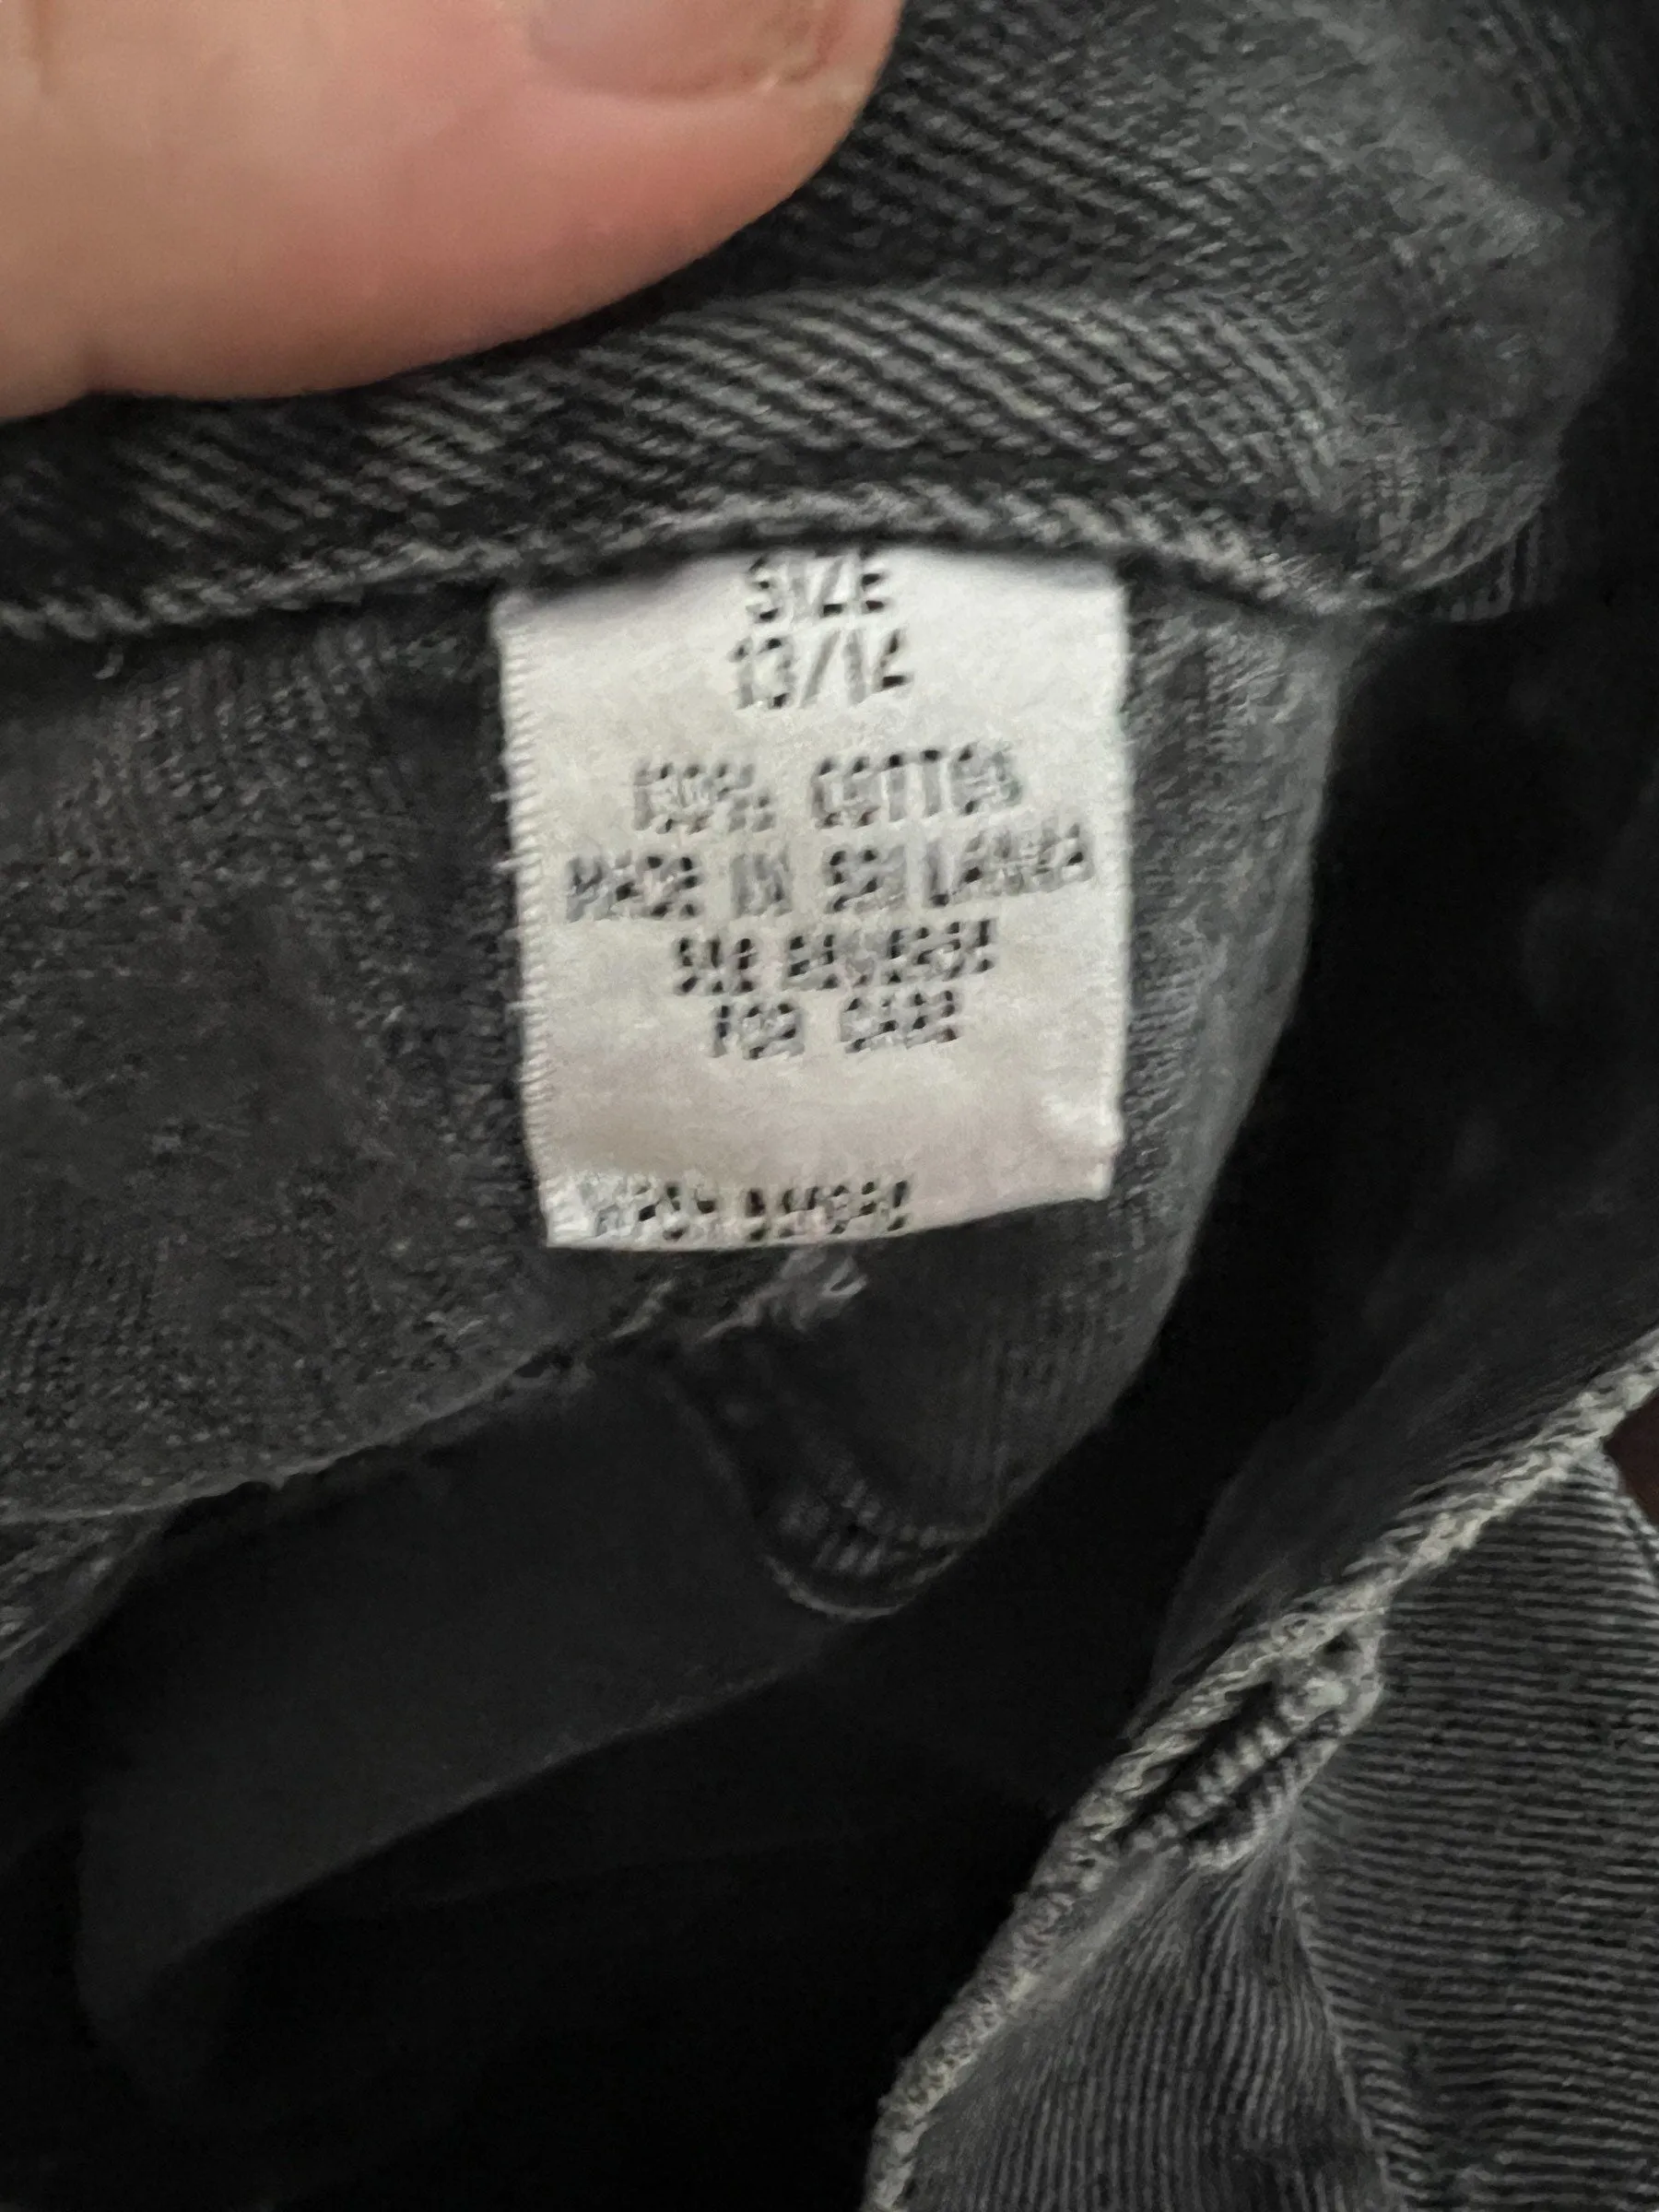 SIZE
13/14
100% COTTON
MADE IN SRI LANKA
SEE REVERSE
FOR CARE